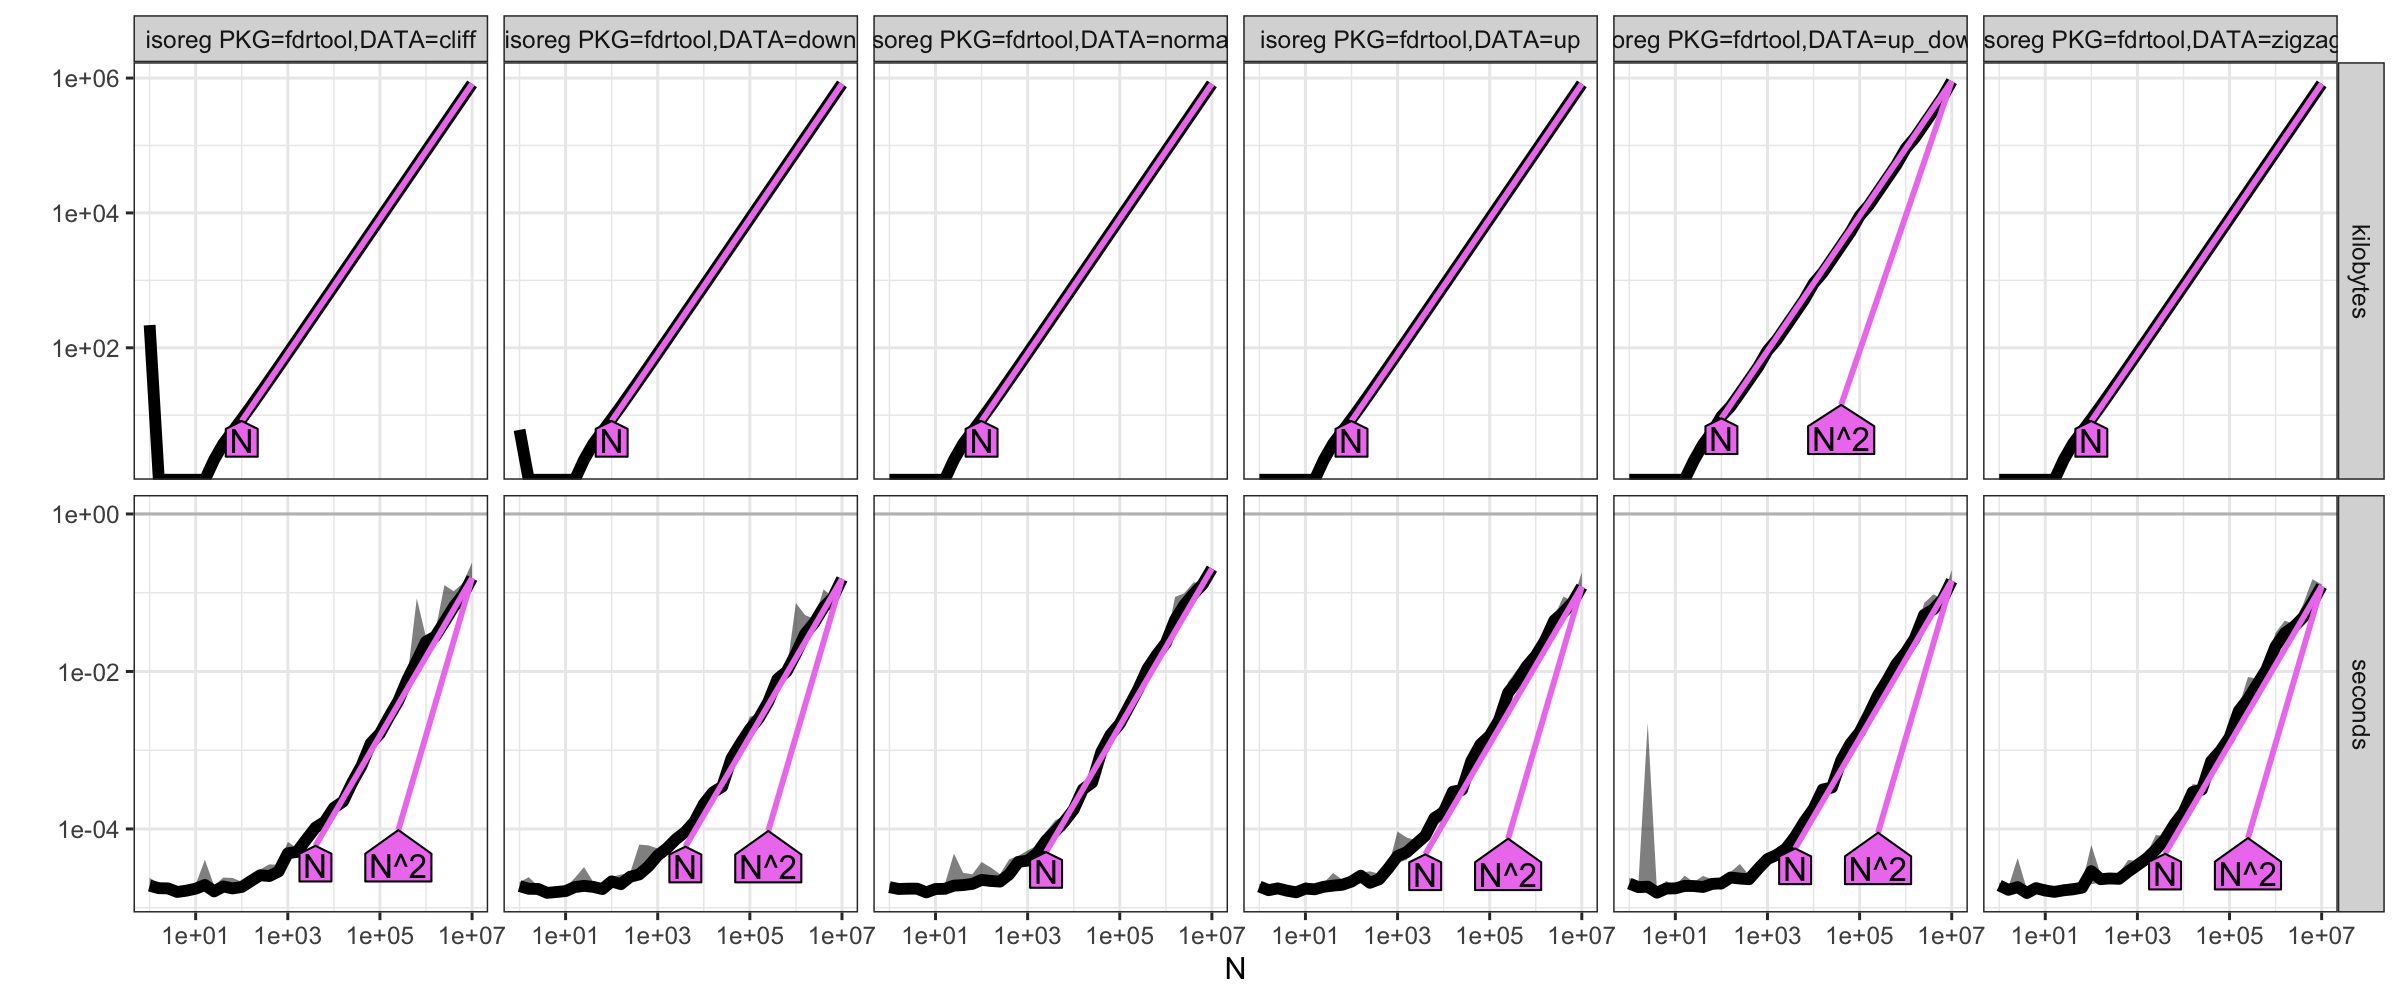 isoreg PKG=fdrtool,DATA=cliff
isoreg PKG=fdrtool,DATA=down
soreg PKG=fdrtool,DATA=norma
isoreg PKG=fdrtool,DATA=up
oreg PKG=fdrtool,DATA=up_dow
soreg PKG=fdrtool,DATA=zigzag
1e+06
1e+04
1e+02
N
N
N
N
N
N^2
N
kilobytes
1e+00
1e-02
1e-04
N
N^2
N
N^2
N
N
N^2
N
N^2
N
N^2
seconds
1e+01 1e+03 1e+05 1e+07
1e+01 1e+03 1e+05 1e+07
1e+01 1e+03 1e+05 1e+07
1e+01 1e+03 1e+05 1e+07
1e+01 1e+03 1e+05 1e+07
1e+01 1e+03 1e+05 1e+07
N